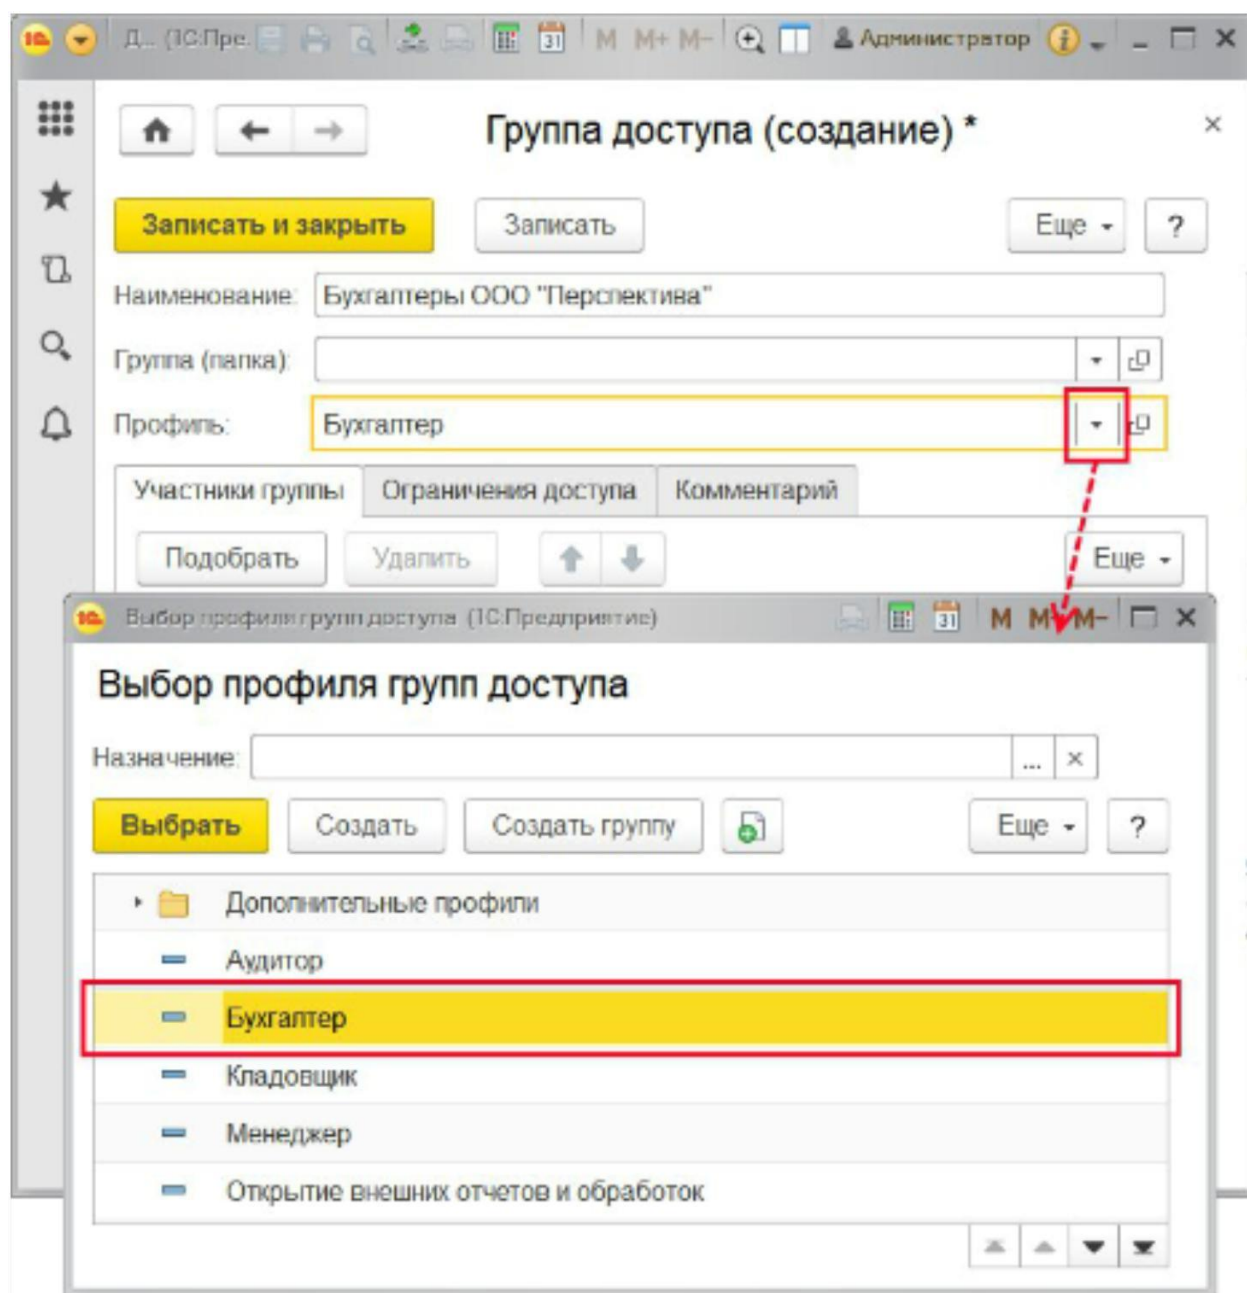 Д... (1С:Пре. 31 M M+ M- Администратор
Группа доступа (создание) *
Записать и закрыть Записать Еще ?
Наименование: Бухгалтеры ООО "Перспектива"
Группа (папка):
Профиль: Бухгалтер
Участники группы Ограничения доступа Комментарий
Подобрать Удалить Еще
Выбор профиля групп доступа (1С:Предприятие) 31 M M+ M-
Выбор профиля групп доступа
Назначение: ...
Выбрать Создать Создать группу Еще ?
Дополнительные профили
Аудитор
Бухгалтер
Кладовщик
Менеджер
Открытие внешних отчетов и обработок